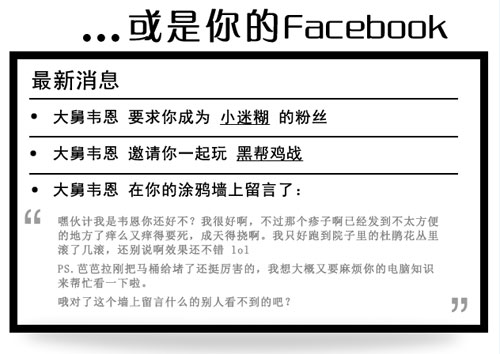 ...或是你的Facebook
最新消息
• 大舅韦恩 要求你成为 小迷糊 的粉丝
• 大舅韦恩 邀请你一起玩 黑帮鸡战
• 大舅韦恩 在你的涂鸦墙上留言了：
“嘿伙计我是韦恩你还好不？我很好啊，不过那个疹子啊已经发到不太方便
的地方了痒么又痒得要死，成天得挠啊。我只好跑到院子里的杜鹃花丛里
滚了几滚，还别说啊效果还不错 lol
PS.芭芭拉刚把马桶给堵了还挺厉害的，我想大概又要麻烦你的电脑知识
来帮忙看一下啦。
哦对了这个墙上留言什么的别人看不到的吧？”